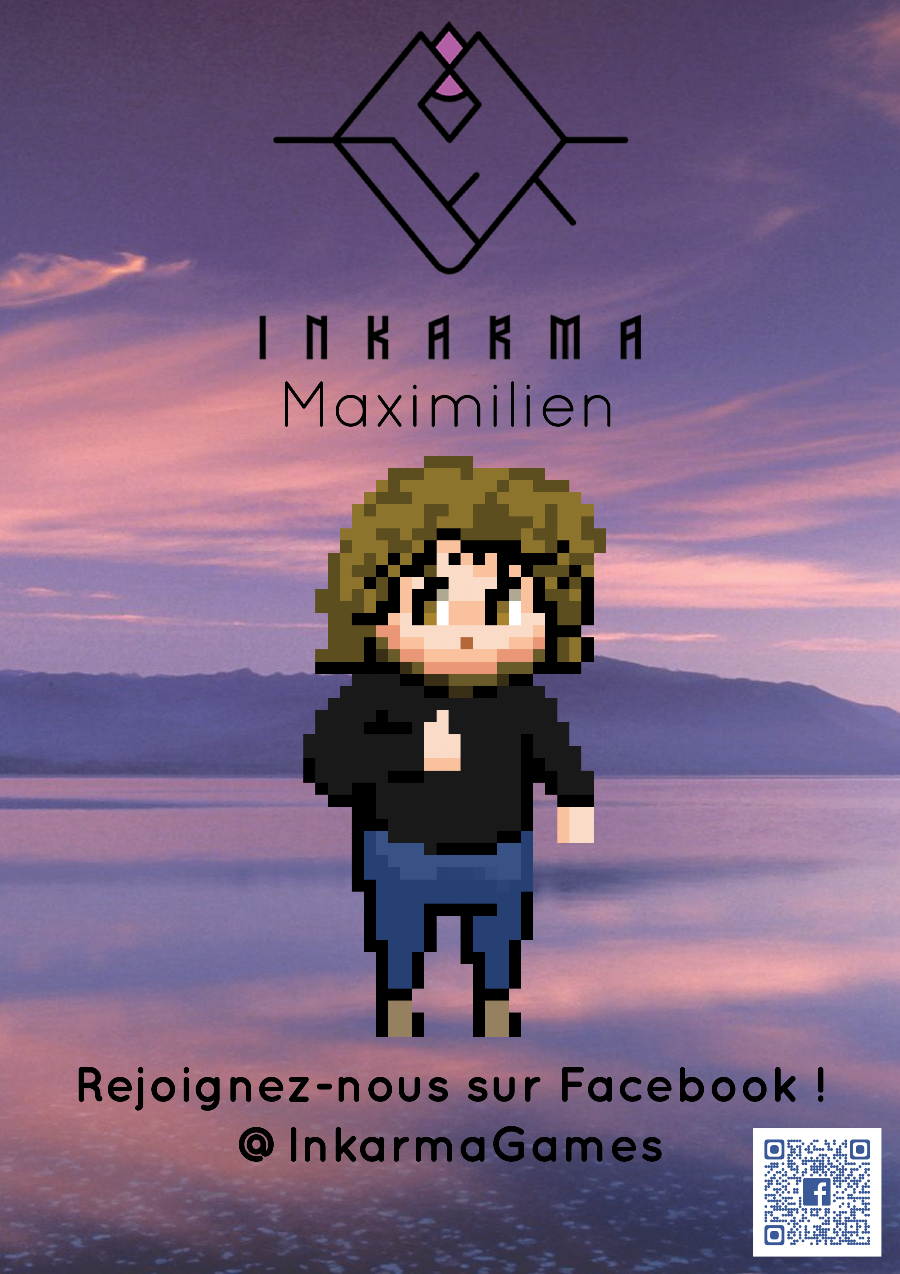 INKARMA
Maximilien
Rejoignez-nous sur Facebook !
@InkarmaGames